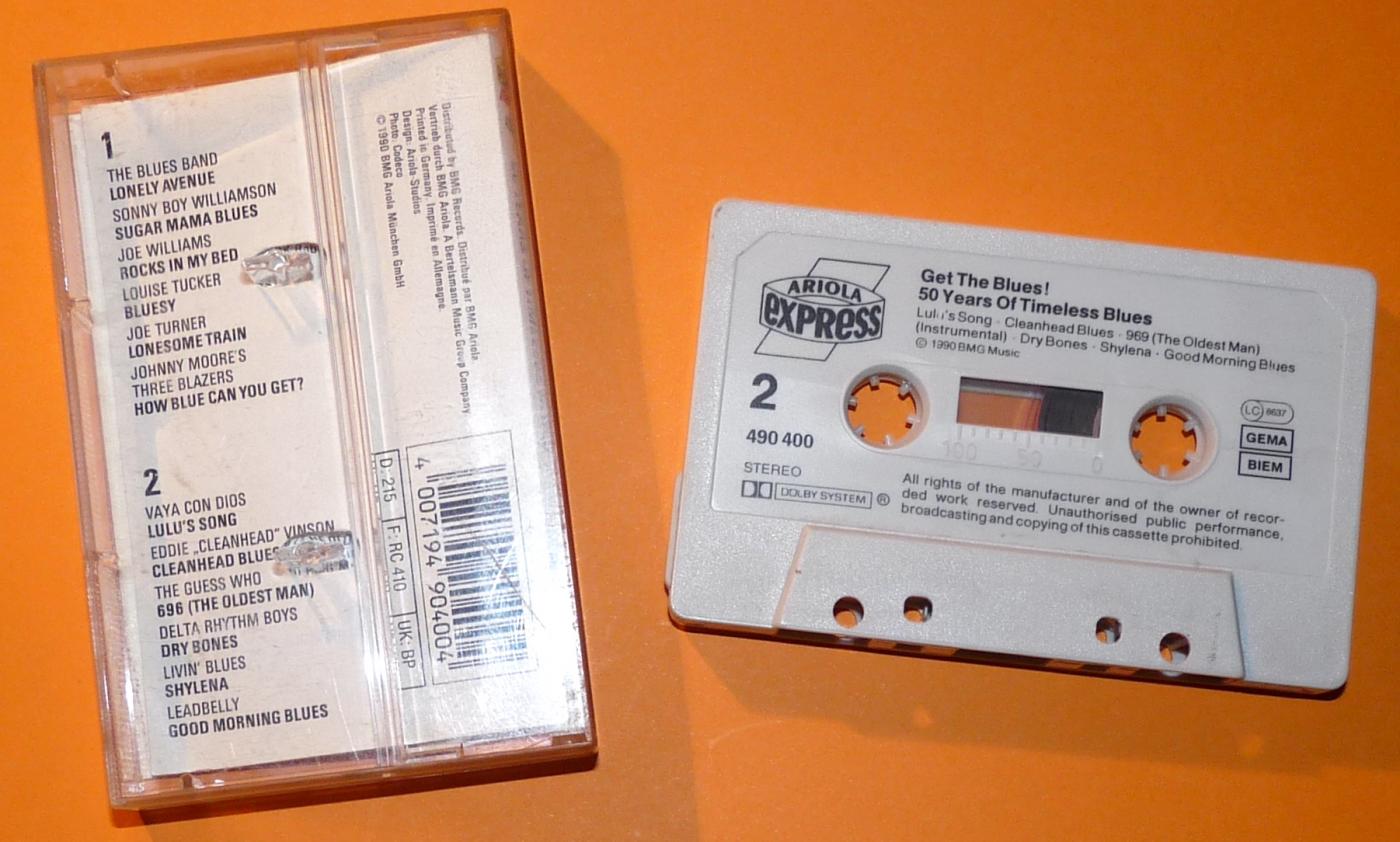 1
THE BLUES BAND
LONELY AVENUE
SONNY BOY WILLIAMSON
SUGAR MAMA BLUES
JOE WILLIAMS
ROCKS IN MY BED
LOUISE TUCKER
BLUESY
JOE TURNER
LONESOME TRAIN
JOHNNY MOORE'S
THREE BLAZERS
HOW BLUE CAN YOU GET?
2
VAYA CON DIOS
LULU'S SONG
EDDIE „CLEANHEAD" VINSON
CLEANHEAD BLUES
THE GUESS WHO
696 (THE OLDEST MAN)
DELTA RHYTHM BOYS
DRY BONES
LIVIN' BLUES
SHYLENA
LEADBELLY
GOOD MORNING BLUES
Distributed by BMG Records. Distribué par BMG Ariola
Vertrieb durch BMG Ariola. A Bertelsmann Music Group Company
Printed in Germany. Imprimé en Allemagne.
Design: Ariola-Studios
Photo: Codeco
© 1990 BMG Ariola München GmbH
4 007194 904004
D: 215 F: RC 410 UK: BP
ARIOLA
EXPRESS
Get The Blues!
50 Years Of Timeless Blues
Lulu's Song · Cleanhead Blues · 969 (The Oldest Man)
(Instrumental) · Dry Bones · Shylena · Good Morning Blues
© 1990 BMG Music
2
490 400
STEREO
DOLBY SYSTEM ®
100 50 0
LC 8637
GEMA
BIEM
All rights of the manufacturer and of the owner of recor-
ded work reserved. Unauthorised public performance,
broadcasting and copying of this cassette prohibited.